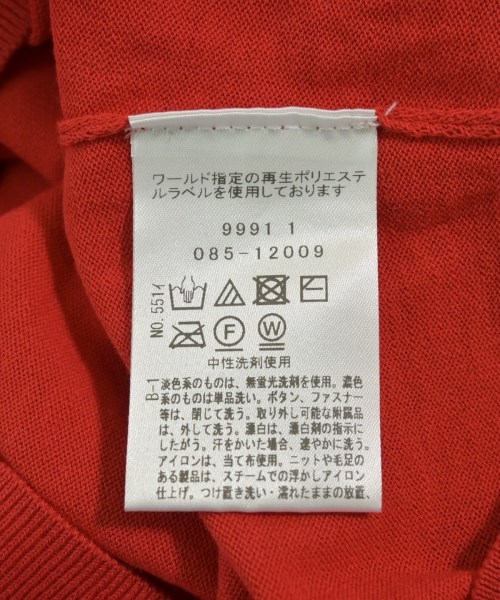 ワールド指定の再生ポリエステ
ルラベルを使用しております
9991 1
085-12009
NO.551イ
F W
中性洗剤使用
B-1
淡色系のものは、無蛍光洗剤を使用。濃色
系のものは単品洗い。ボタン、ファスナー
等は、閉じて洗う。取り外し可能な附属品
は、外して洗う。漂白は、漂白剤の指示に
したがう。汗をかいた場合、速やかに洗う。
アイロンは、当て布使用。ニットや毛足の
ある製品は、スチームでの浮かしアイロン
仕上げ。つけ置き洗い・濡れたままの放置、